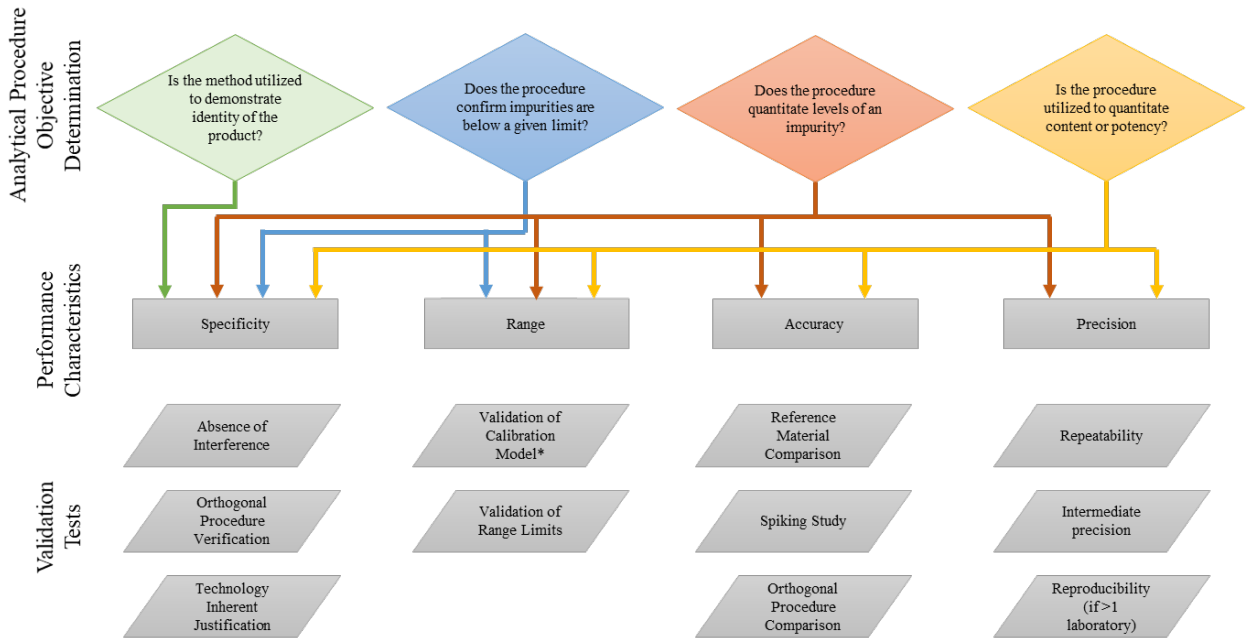 Analytical Procedure
Objective
Determination
Is the method utilized
to demonstrate
identity of the
product?
Does the procedure
confirm impurities are
below a given limit?
Does the procedure
quantitate levels of an
impurity?
Is the procedure
utilized to quantitate
content or potency?
Performance
Characteristics
Specificity
Range
Accuracy
Precision
Validation
Tests
Absence of
Interference
Validation of
Calibration
Model*
Reference
Material
Comparison
Repeatability
Orthogonal
Procedure
Verification
Validation of
Range Limits
Spiking Study
Intermediate
precision
Technology
Inherent
Justification
Orthogonal
Procedure
Comparison
Reproducibility
(if >1
laboratory)